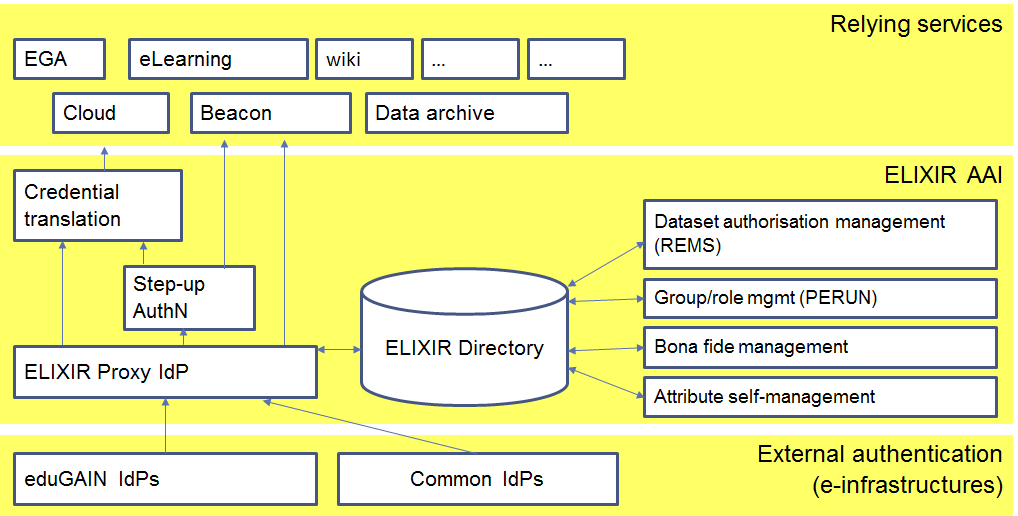 Relying services
EGA
eLearning
wiki
...
...
Cloud
Beacon
Data archive
ELIXIR AAI
Credential
translation
Step-up
AuthN
ELIXIR Proxy IdP
ELIXIR Directory
Dataset authorisation management
(REMS)
Group/role mgmt (PERUN)
Bona fide management
Attribute self-management
External authentication
(e-infrastructures)
eduGAIN IdPs
Common IdPs